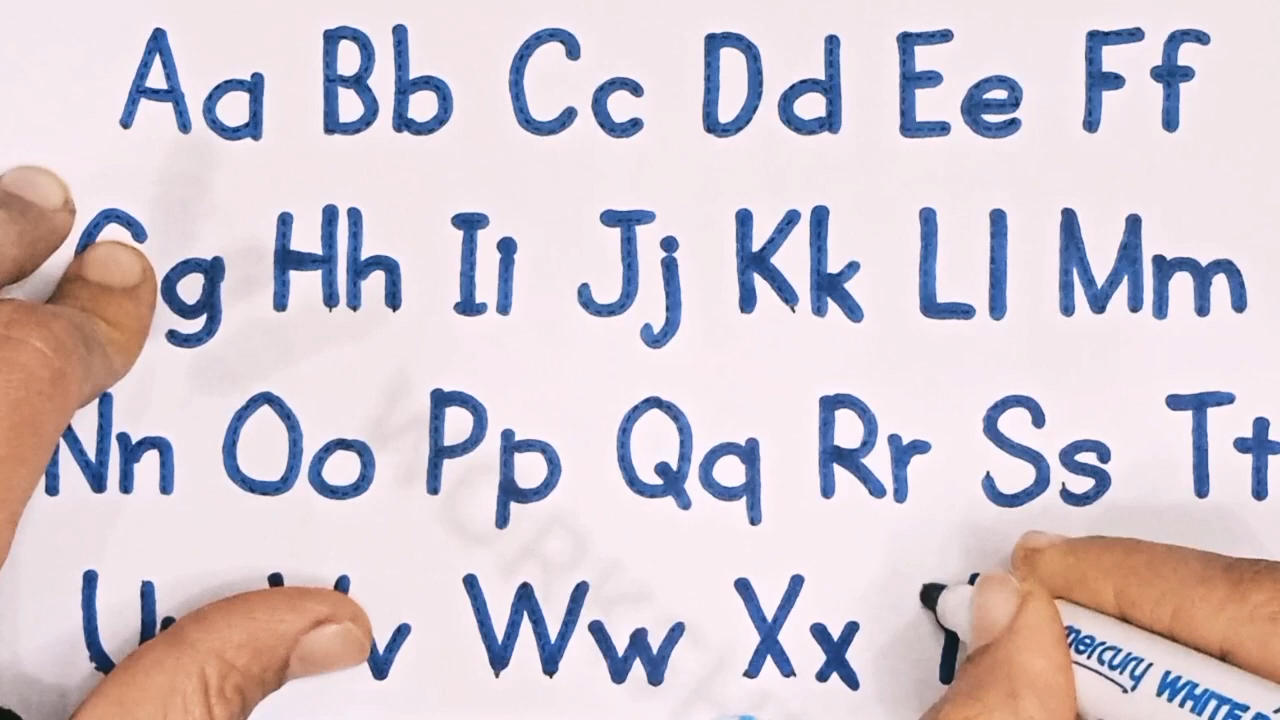 Aa Bb Cc Dd Ee Ff
Gg Hh Ii Jj Kk Ll Mm
Nn Oo Pp Qq Rr Ss Tt
Ww Xx
mercury WHITE